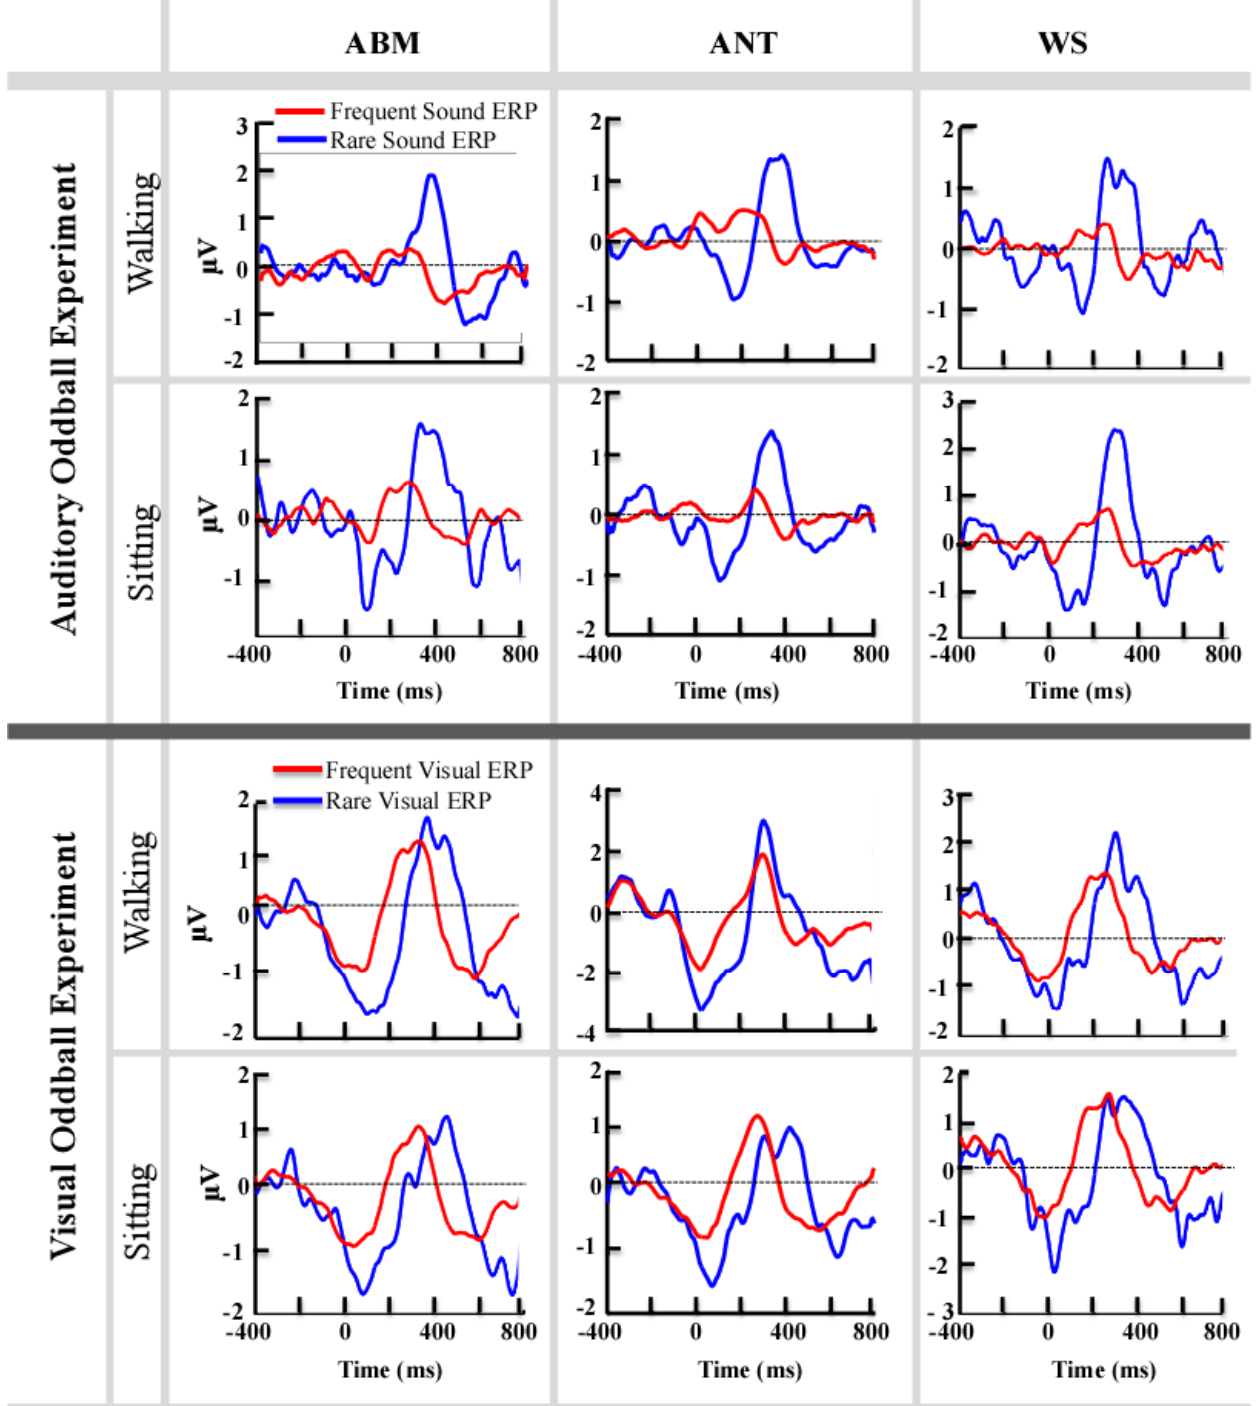 ABM ANT WS
Auditory Oddball Experiment
Walking
Frequent Sound ERP
Rare Sound ERP
µV
3
2
1
0
-1
-2
2
1
0
-1
-2
2
1
0
-1
-2
Sitting
µV
2
1
0
-1
2
1
0
-1
-2
3
2
1
0
-1
-2
-400 0 400 800
-400 0 400 800
-400 0 400 800
Time (ms) Time (ms) Time (ms)
Visual Oddball Experiment
Walking
Frequent Visual ERP
Rare Visual ERP
µV
2
1
0
-1
-2
4
2
0
-2
-4
3
2
1
0
-1
-2
Sitting
µV
2
1
0
-1
-2
2
1
0
-1
-2
2
1
0
-1
-2
- 3
-400 0 400 800
-400 0 400 800
-400 0 400 800
Time (ms) Time (ms) Time (ms)